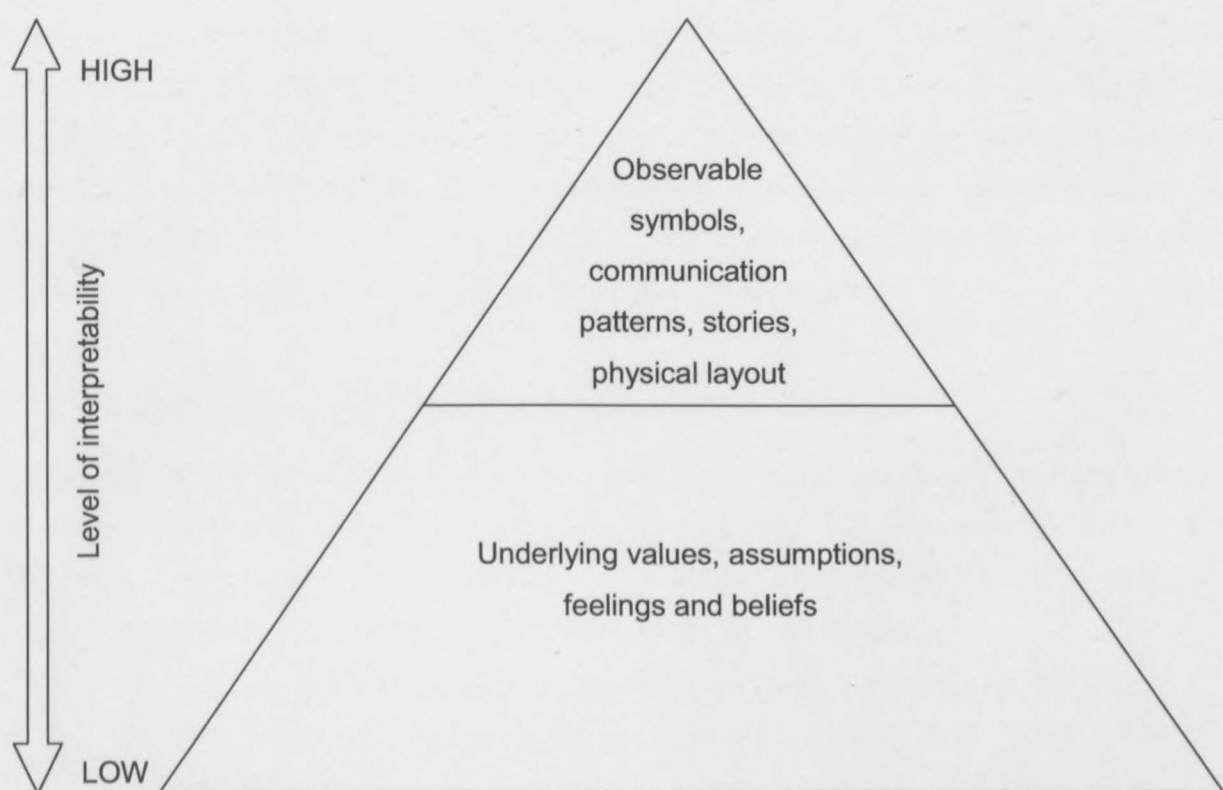 HIGH
Observable
symbols,
communication
patterns, stories,
physical layout
Level of interpretability
Underlying values, assumptions,
feelings and beliefs
LOW